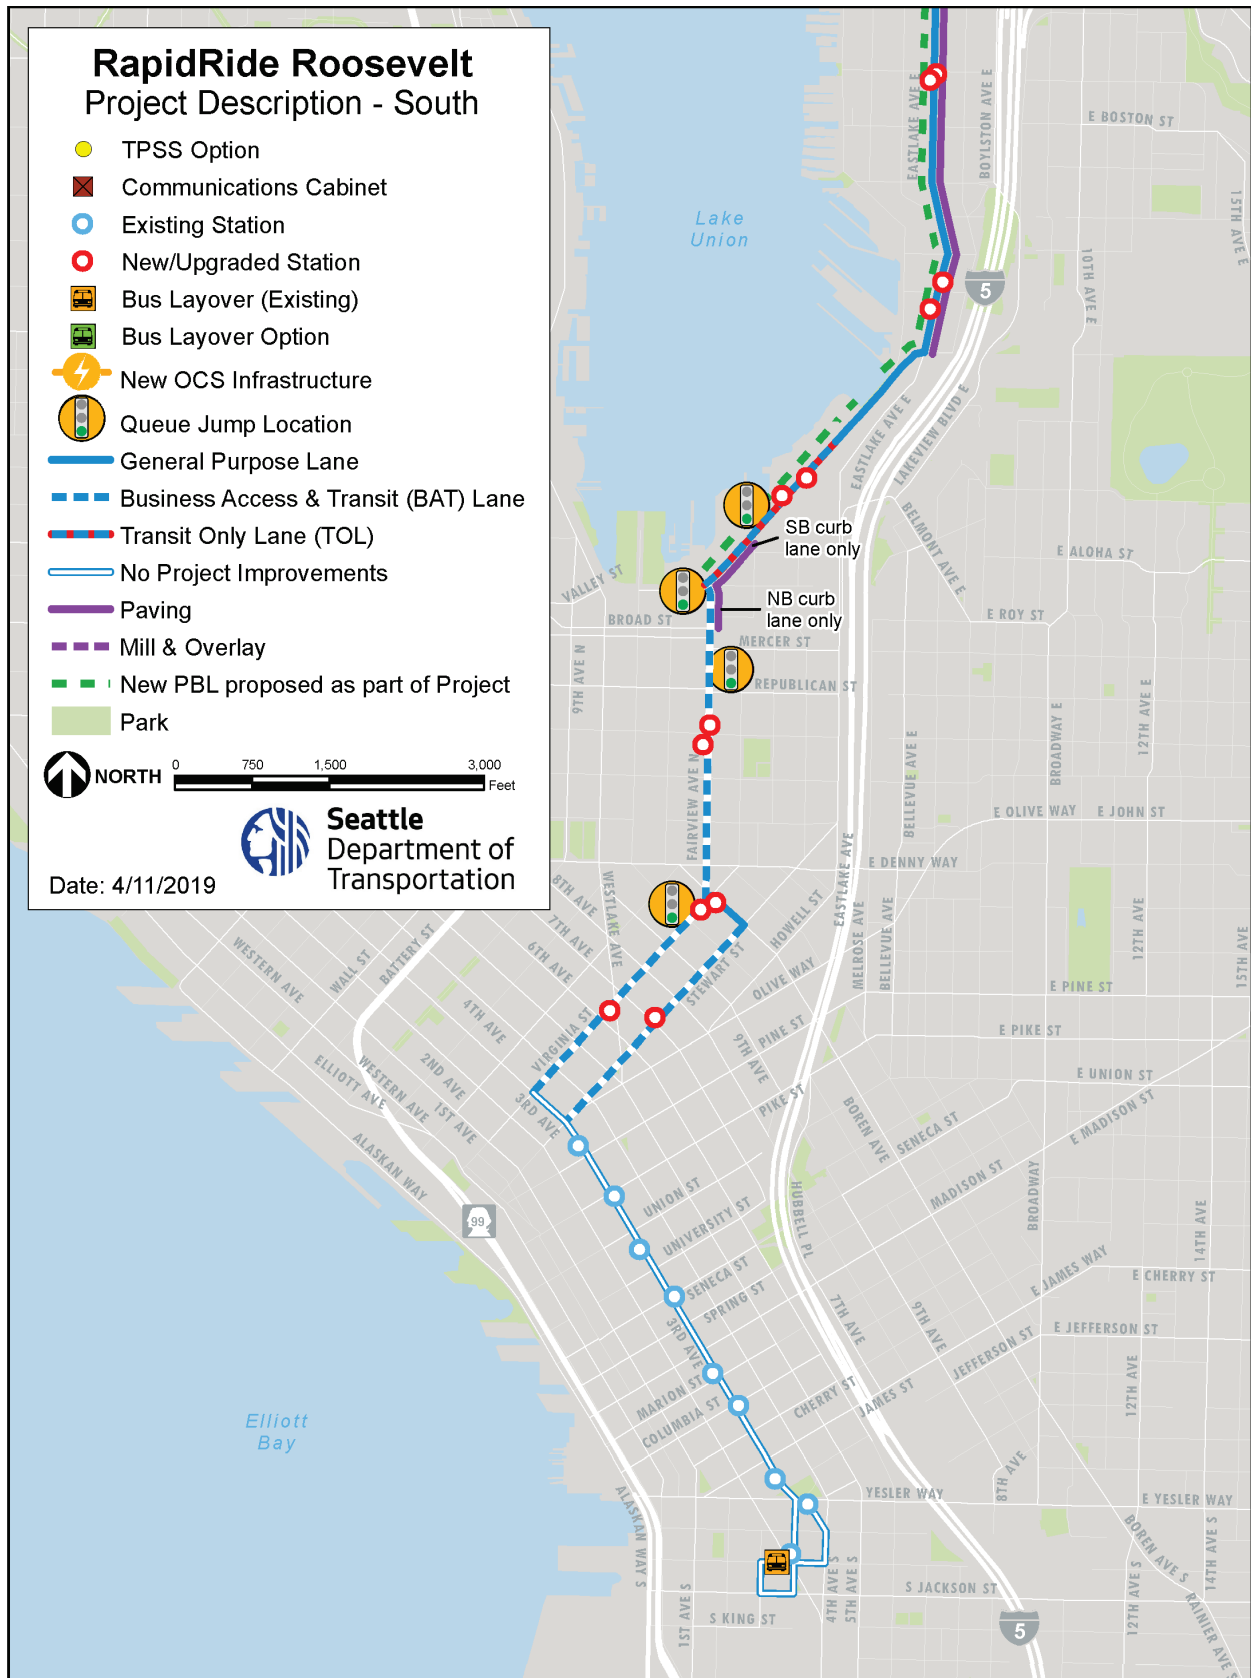 RapidRide Roosevelt
Project Description - South
TPSS Option
Communications Cabinet
Existing Station
New/Upgraded Station
Bus Layover (Existing)
Bus Layover Option
New OCS Infrastructure
Queue Jump Location
General Purpose Lane
Business Access & Transit (BAT) Lane
Transit Only Lane (TOL)
No Project Improvements
Paving
Mill & Overlay
New PBL proposed as part of Project
Park
NORTH
0 750 1,500 3,000
Feet
Seattle
Department of
Transportation
Date: 4/11/2019
Lake
Union
EASTLAKE AVE E
BOYLSTON AVE E
E BOSTON ST
15TH AVE E
10TH AVE E
5
EASTLAKE AVE E
LAKEVIEW BLVD E
BELMONT AVE E
E ALOHA ST
SB curb
lane only
NB curb
lane only
VALLEY ST
BROAD ST
E ROY ST
MERCER ST
REPUBLICAN ST
9TH AVE N
FAIRVIEW AVE N
BELLEVUE AVE E
BROADWAY E
12TH AVE E
E OLIVE WAY
E JOHN ST
E DENNY WAY
EASTLAKE AVE
MELROSE AVE
BELLEVUE AVE
12TH AVE
15TH AVE
8TH AVE
7TH AVE
6TH AVE
WESTLAKE AVE
HOWELL ST
STEWART ST
OLIVE WAY
WESTERN AVE
WALL ST
BATTERY ST
4TH AVE
VIRGINIA ST
PINE ST
9TH AVE
E PINE ST
E PIKE ST
2ND AVE
WESTERN AVE
ELLIOTT AVE
1ST AVE
3RD AVE
PIKE ST
E UNION ST
BOREN AVE
SENECA ST
E MADISON ST
ALASKAN WAY
UNION ST
UNIVERSITY ST
HUBBELL PL
MADISON ST
BROADWAY
14TH AVE
99
SENECA ST
SPRING ST
3RD AVE
7TH AVE
9TH AVE
E JAMES WAY
E CHERRY ST
E JEFFERSON ST
JEFFERSON ST
MARION ST
COLUMBIA ST
CHERRY ST
JAMES ST
12TH AVE
Elliott
Bay
8TH AVE
YESLER WAY
E YESLER WAY
ALASKAN WAY S
BOREN AVE S
14TH AVE S
4TH AVE S
5TH AVE S
S JACKSON ST
1ST AVE S
S KING ST
12TH AVE S
RAINIER AVE S
5